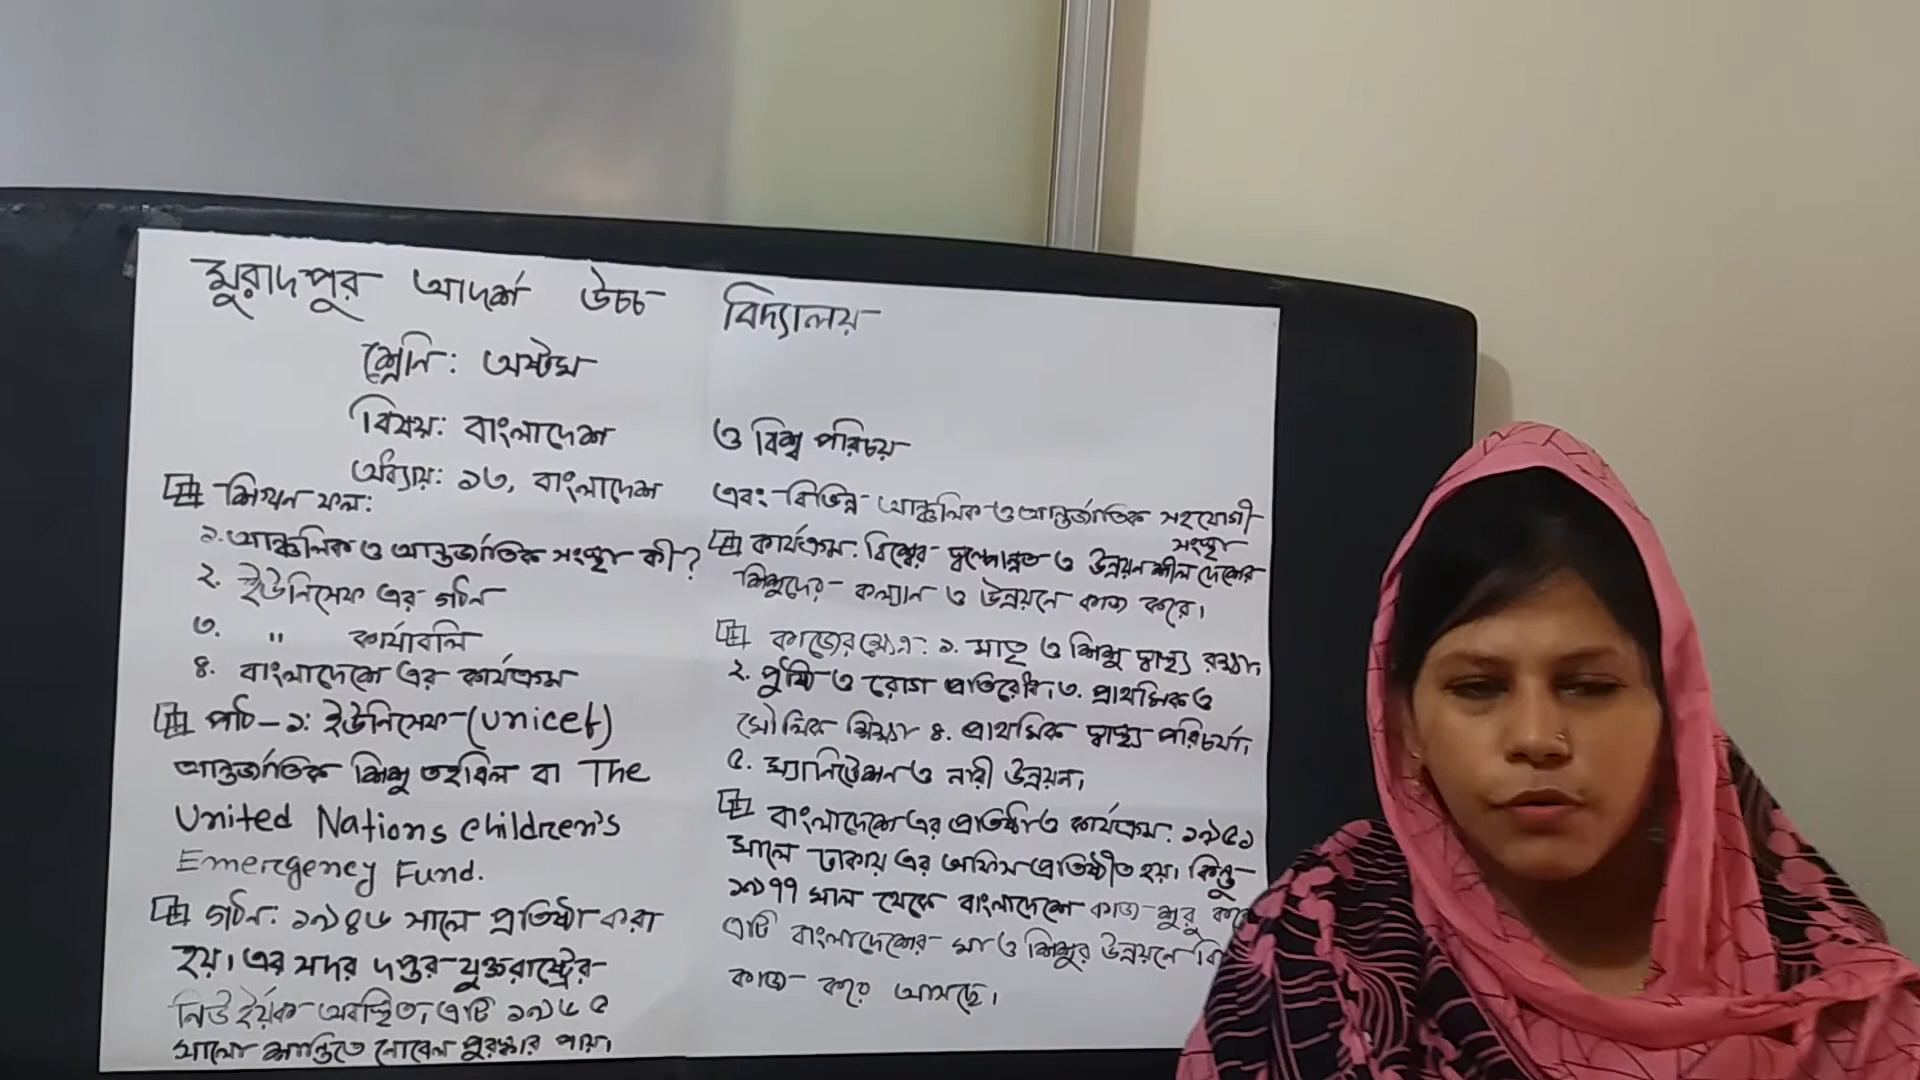 মুরাদপুর আদর্শ উচ্চ বিদ্যালয়
শ্রেনি: অষ্টম
বিষয়: বাংলাদেশ ও বিশ্ব পরিচয়
অধ্যায়: ১৩, বাংলাদেশ এবং বিভিন্ন আঞ্চলিক ও আন্তর্জাতিক সহযোগী
সংস্থা
শিখন ফল:
১. আঞ্চলিক ও আন্তর্জাতিক সংস্থা কী?
২. ইউনিসেফ এর গঠন
৩. " কার্যাবলি
৪. বাংলাদেশে এর কার্যক্রম
পাঠ - ১: ইউনিসেফ (Unicef)
আন্তর্জাতিক শিশু তহবিল বা The
United Nations Children's
Emergency Fund.
গঠন: ১৯৪৬ সালে প্রতিষ্ঠা করা
হয়। এর সদর দপ্তর যুক্তরাষ্ট্রের
নিউইর্য়ক অবস্থিত, এটি ১৯৬৫
সালে শান্তিতে নোবেল পুরস্কার পায়।
কার্যক্রম: বিশ্বের স্বল্পোন্নত ও উন্নয়নশীল দেশের
শিশুদের কল্যান ও উন্নয়নে কাজ করে।
কাজের ক্ষেত্র: ১. মাতৃ ও শিশু স্বাস্থ্য রক্ষা,
২. পুষ্টি ও রোগ প্রতিরোধ, ৩. প্রাথমিক ও
মৌখিক শিক্ষা ৪. প্রাথমিক স্বাস্থ্য পরিচর্যা,
৫. স্যানিটেশন ও নারী উন্নয়ন,
বাংলাদেশে এর প্রতিষ্ঠা ও কার্যক্রম: ১৯৫১
সালে ঢাকায় এর অফিস প্রতিষ্ঠীত হয়। কিন্তু
১৯৭৭ সাল থেকে বাংলাদেশে কাজ শুরু করে
এটি বাংলাদেশের মা ও শিশুর উন্নয়নে
কাজ করে আসছে।